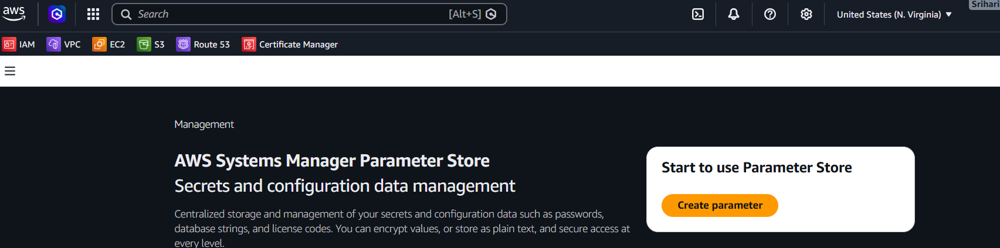 Srihari
aws
Search [Alt+S]
United States (N. Virginia)
IAM VPC EC2 S3 Route 53 Certificate Manager
Management
AWS Systems Manager Parameter Store
Secrets and configuration data management
Centralized storage and management of your secrets and configuration data such as passwords,
database strings, and license codes. You can encrypt values, or store as plain text, and secure access at
every level.
Start to use Parameter Store
Create parameter